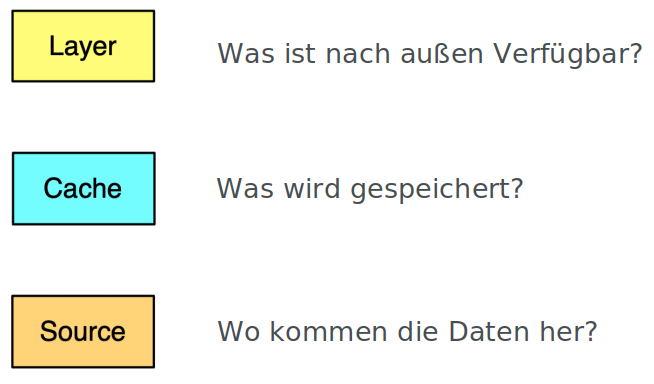 Layer
Was ist nach außen Verfügbar?
Cache
Was wird gespeichert?
Source
Wo kommen die Daten her?